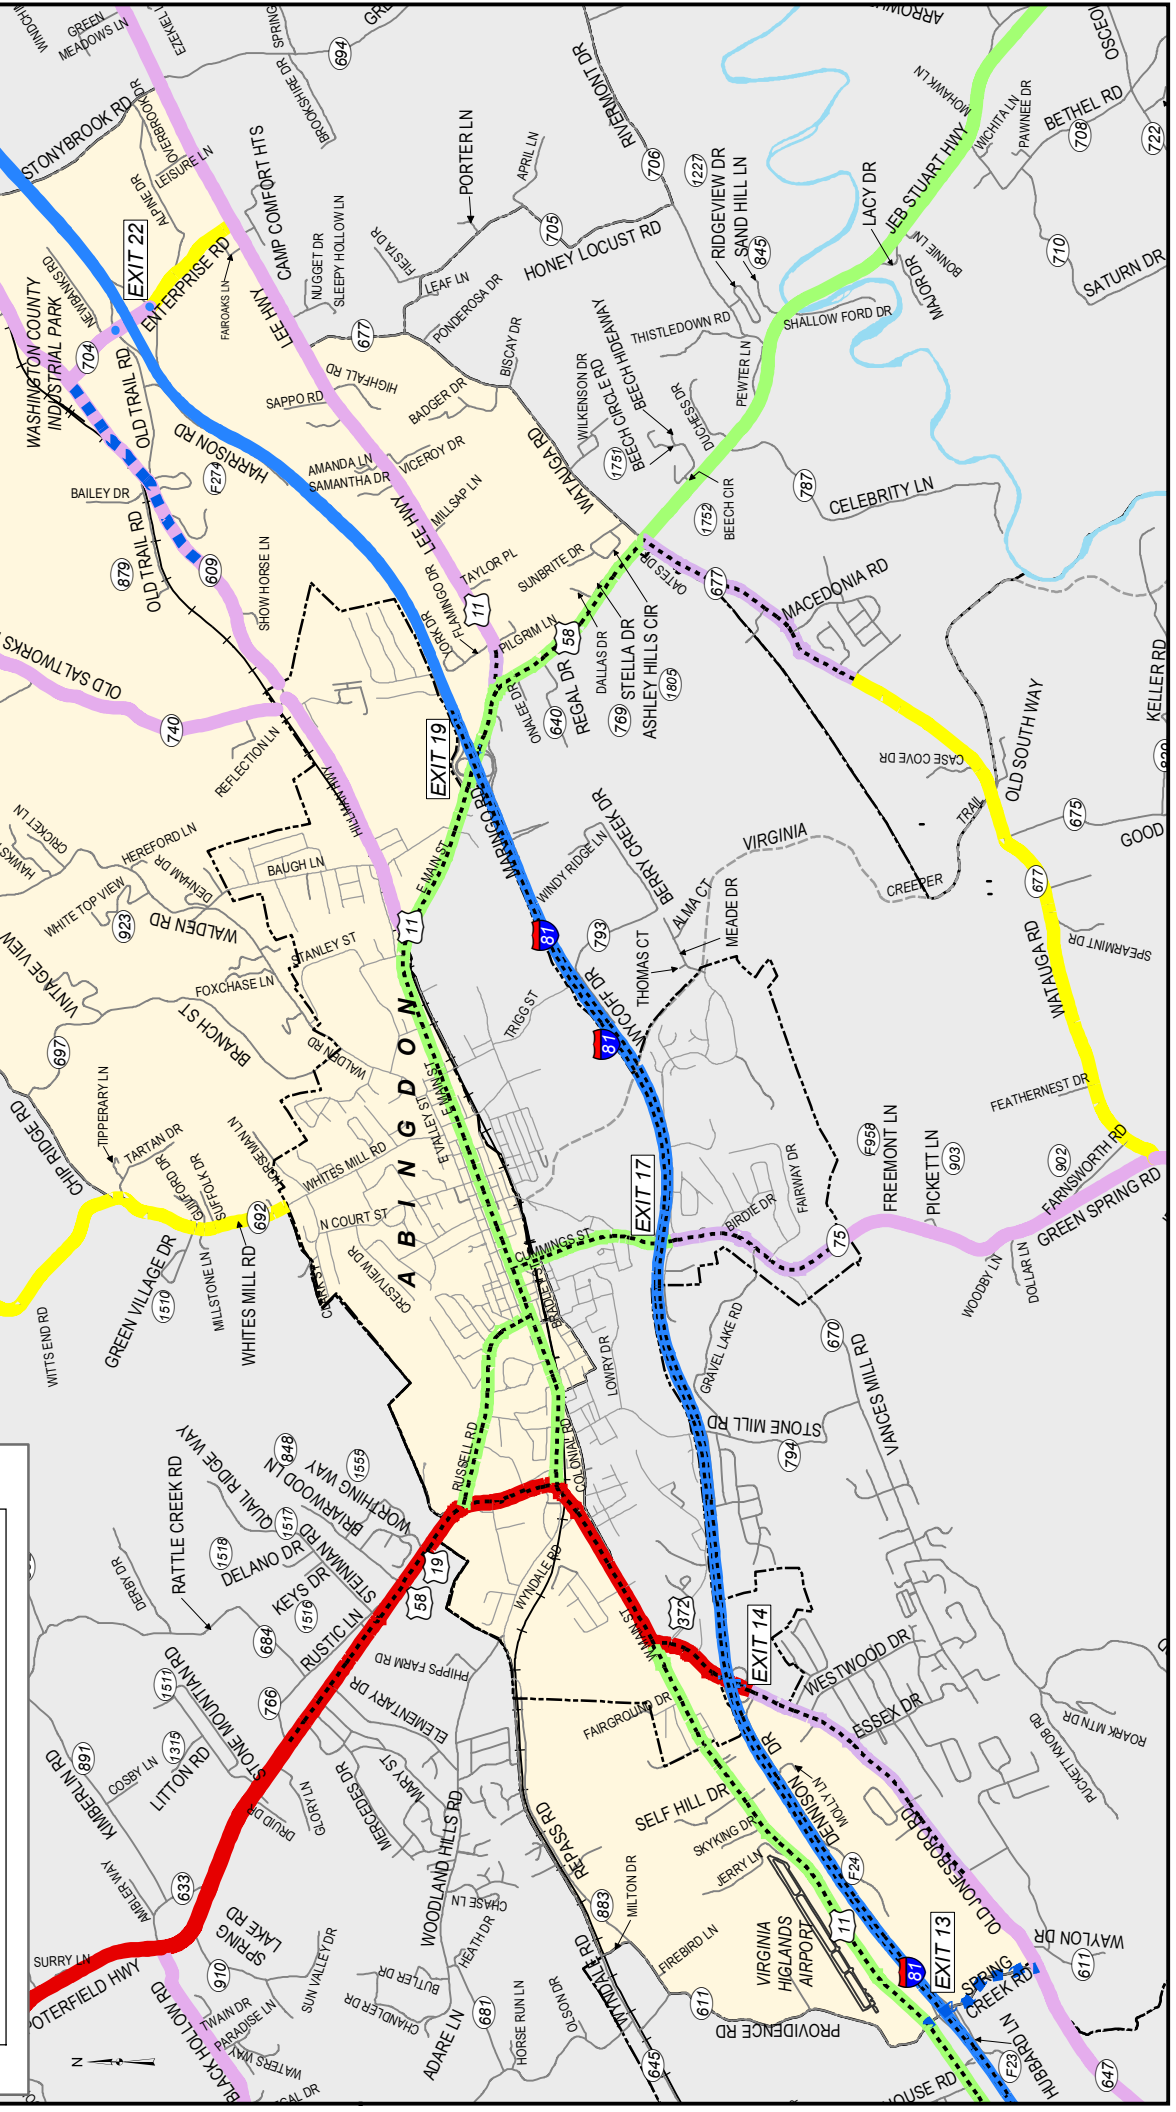 GREEN
MEADOWS LN
SPRING
694
STONYBROOK RD
OVERBROOK DR
LEISURE LN
ALPINE DR
BROOKSHIRE DR
CAMP COMFORT HTS
PORTER LN
APRIL LN
RIVERMONT DR
706
1227
RIDGEVIEW DR
SAND HILL LN
845
LACY DR
JEB STUART HWY
MOHAWK LN
WICHITA LN
PAWNEE DR
BETHEL RD
708
722
710
SATURN DR
BONNIE LN
MAJOR DR
SHALLOW FORD DR
705
HONEY LOCUST RD
FIESTA DR
LEAF LN
PONDEROSA DR
NUGGET DR
SLEEPY HOLLOW LN
EXIT 22
ENTERPRISE RD
FAIROAKS LN
LEE HWY
NEWBANKS RD
WASHINGTON COUNTY
INDUSTRIAL PARK
704
OLD TRAIL RD
HARRISON RD
F274
BAILEY DR
OLD TRAIL RD
879
609
SHOW HORSE LN
677
HIGHFALL RD
SAPPO RD
BADGER DR
BISCAY DR
AMANDA LN
SAMANTHA DR
VICEROY DR
MILLSAP LN
LEE HWY
WATAUGA RD
WILKENSON DR
1751
BEECH CIRCLE RD
BEECH HIDEAWAY
THISTLEDOWN RD
PEWTER LN
DUCHESS DR
787
CELEBRITY LN
1752
BEECH CIR
TAYLOR PL
SUNBRITE DR
FLAMINGO DR
YORK DR
11
PILGRIM LN
58
OATES DR
677
MACEDONIA RD
DALLAS DR
STELLA DR
769
ASHLEY HILLS CIR
1805
REGAL DR
640
ONALEE DR
OLD SALTWORKS
740
REFLECTION LN
HILLMAN HWY
EXIT 19
MARINGO RD
E MAIN ST
11
KELLER RD
OLD SOUTH WAY
CASE COVE DR
TRAIL
675
GOOD
VIRGINIA
CREEPER
677
WATAUGA RD
SPEARMINT DR
CRICKET LN
HEREFORD LN
DENHAM DR
BAUGH LN
WHITE TOP VIEW
923
WALDEN RD
STANLEY ST
VINTAGE VIEW
FOXCHASE LN
BRANCH ST
WALDEN RD
697
WINDY RIDGE LN
BERRY CREEK DR
ALMA CT
MEADE DR
THOMAS CT
793
81
WYCOFF DR
TRIGG ST
81
CHIP RIDGE RD
TIPPERARY LN
TARTAN DR
GUILFORD DR
SUFFOLK DR
HORSEMAN LN
692
WHITES MILL RD
ABINGDON
E VALLEY ST
E MAIN ST
N COURT ST
CRESTVIEW DR
WITTS END RD
GREEN VILLAGE DR
1510
MILLSTONE LN
WHITES MILL RD
EXIT 17
CUMMINGS ST
BRADLEY ST
BIRDIE DR
FAIRWAY DR
75
F958
FREEMONT LN
PICKETT LN
903
902
FEATHERNEST DR
FARNSWORTH RD
GREEN SPRING RD
WOODBY LN
DOLLAR LN
670
VANCES MILL RD
GRAVEL LAKE RD
STONE MILL RD
794
LOWRY DR
COLONIAL RD
RUSSELL RD
RATTLE CREEK RD
DERBY DR
QUAIL RIDGE WAY
848
BRIARWOOD LN
1555
WORTHING WAY
1517
STEINMAN RD
1518
DELANO DR
KEYS DR
1516
RUSTIC LN
684
19
58
WYNDALE RD
W MAIN ST
372
EXIT 14
WESTWOOD DR
ESSEX DR
ROARK MTN DR
PUCKETT KNOB RD
1511
STONE MOUNTIAN RD
766
PHIPPS FARM RD
ELEMENTARY DR
891
KIMBERLIN RD
COSBY LN
1315
LITTON RD
DRUID DR
GLORY LN
MERCEDES DR
MARY ST
WOODLAND HILLS RD
FAIRGROUND DR
SELF HILL DR
SKYKING DR
JERRY LN
DENNISON DR
MOLLY LN
OLD JONESBORO RD
REPASS RD
MILTON DR
883
AMBLER WAY
633
SPRING
LAKE RD
910
SURRY LN
BLACK HOLLOW RD
TWAIN DR
PARADISE LN
WATERS WAY
SUN VALLEY DR
CHASE LN
HEATH DR
BUTLER DR
CHANDLER DR
ADARE LN
681
HORSE RUN LN
OLSON DR
WYNDALE RD
645
FIREBIRD LN
611
PROVIDENCE RD
VIRGINIA
HIGLANDS
AIRPORT
11
F24
81
EXIT 13
SPRING
CREEK RD
WAYLON DR
611
HUBBARD LN
F23
647
N